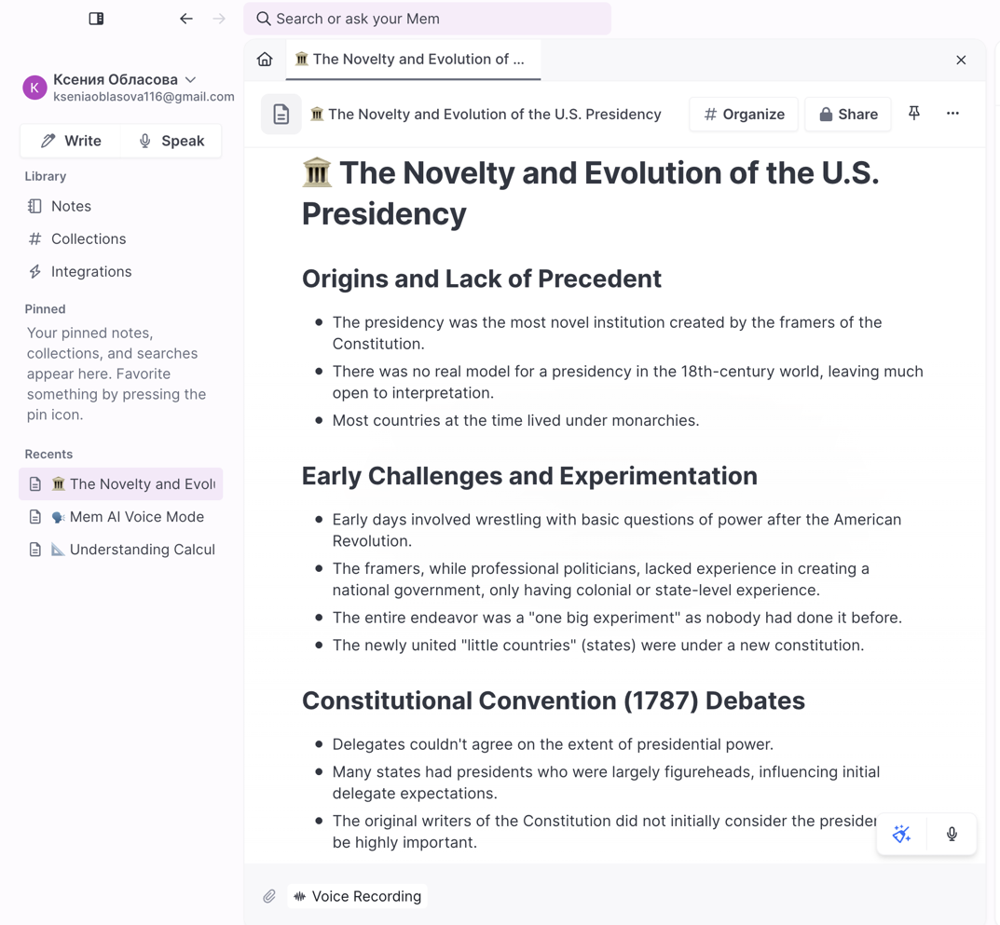 Search or ask your Mem
The Novelty and Evolution of ...
K
Ксения Обласова
kseniaoblasova116@gmail.com
Write
Speak
Library
Notes
Collections
Integrations
Pinned
Your pinned notes,
collections, and searches
appear here. Favorite
something by pressing the
pin icon.
Recents
The Novelty and Evolu
Mem AI Voice Mode
Understanding Calcul
The Novelty and Evolution of the U.S. Presidency
Organize
Share
The Novelty and Evolution of the U.S.
Presidency
Origins and Lack of Precedent
The presidency was the most novel institution created by the framers of the
Constitution.
There was no real model for a presidency in the 18th-century world, leaving much
open to interpretation.
Most countries at the time lived under monarchies.
Early Challenges and Experimentation
Early days involved wrestling with basic questions of power after the American
Revolution.
The framers, while professional politicians, lacked experience in creating a
national government, only having colonial or state-level experience.
The entire endeavor was a "one big experiment" as nobody had done it before.
The newly united "little countries" (states) were under a new constitution.
Constitutional Convention (1787) Debates
Delegates couldn't agree on the extent of presidential power.
Many states had presidents who were largely figureheads, influencing initial
delegate expectations.
The original writers of the Constitution did not initially consider the presiden
be highly important.
Voice Recording